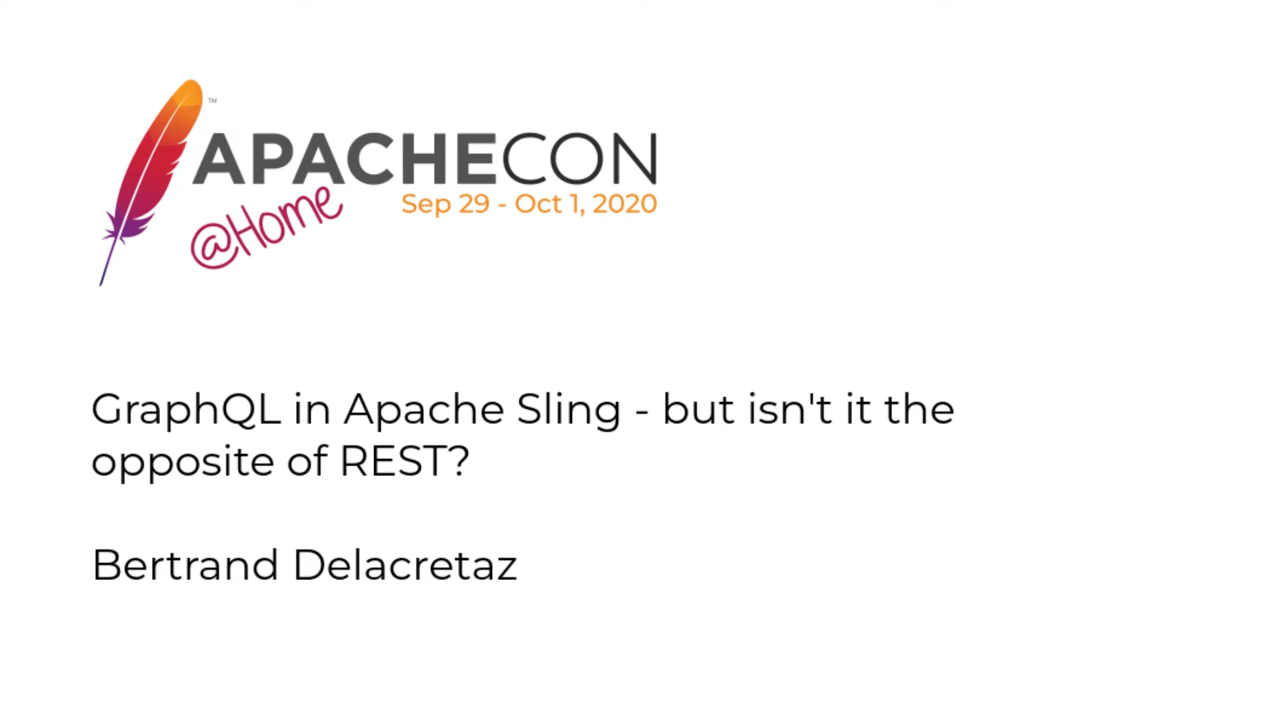 ™
APACHECON
@Home
Sep 29 - Oct 1, 2020
GraphQL in Apache Sling - but isn't it the
opposite of REST?
Bertrand Delacretaz